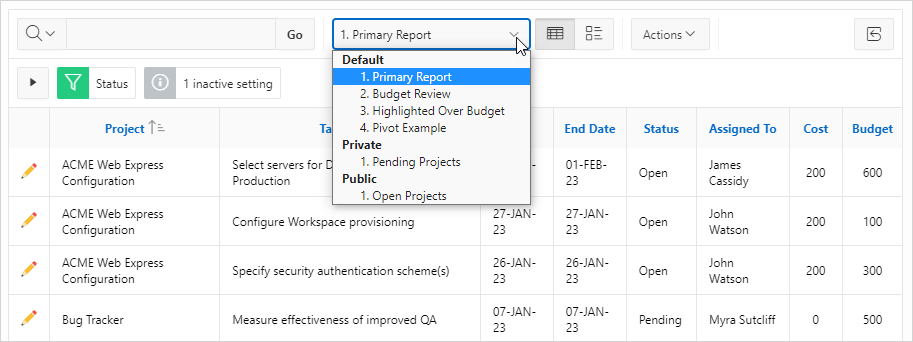 Go
1. Primary Report
Actions
Default
1. Primary Report
2. Budget Review
3. Highlighted Over Budget
4. Pivot Example
Private
1. Pending Projects
Public
1. Open Projects
Status
1 inactive setting
Project
Ta
End Date
Status
Assigned To
Cost
Budget
ACME Web Express
Configuration
Select servers for D
Production
01-FEB-
23
Open
James
Cassidy
200
600
ACME Web Express
Configuration
Configure Workspace provisioning
27-JAN-
23
27-JAN-
23
Open
John
Watson
200
100
ACME Web Express
Configuration
Specify security authentication scheme(s)
26-JAN-
23
26-JAN-
23
Open
John
Watson
200
300
Bug Tracker
Measure effectiveness of improved QA
07-JAN-
23
07-JAN-
23
Pending
Myra Sutcliff
0
500